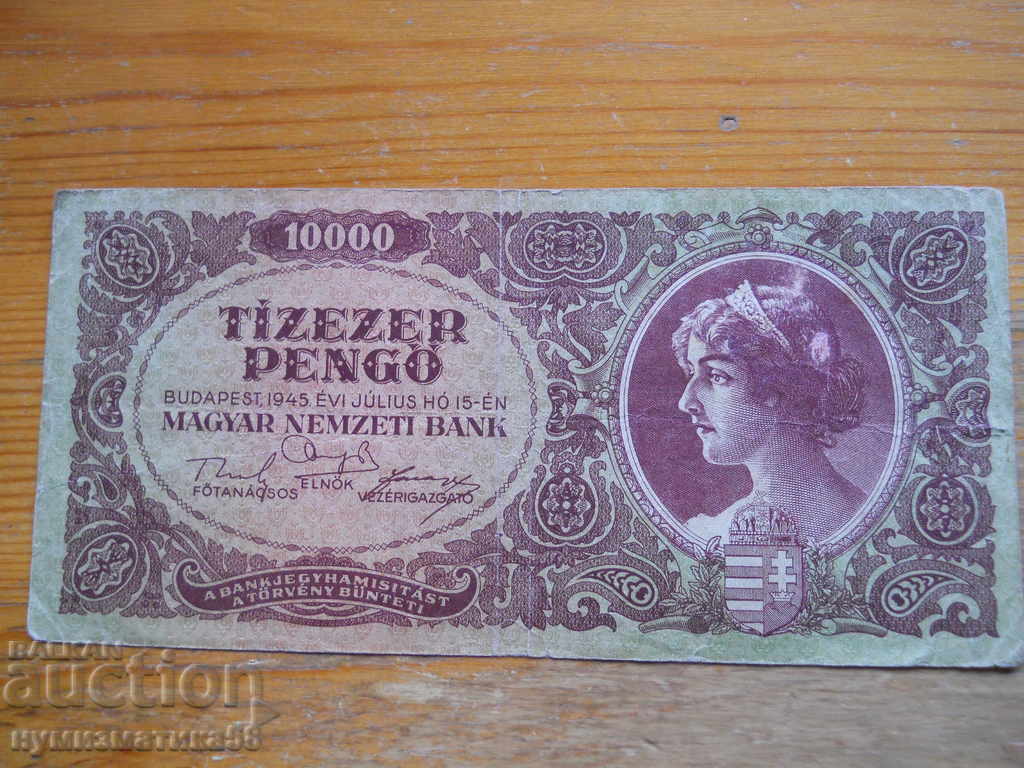 10000
TÍZEZER
PENGŐ
BUDAPEST, 1945. ÉVI JÚLIUS HÓ 15-ÉN
MAGYAR NEMZETI BANK
FŐTANÁCSOS ELNÖK VEZÉRIGAZGATÓ
A BANKJEGYHAMISÍTÁST
A TÖRVÉNY BÜNTETI
BALKAN
auction
нумизматика58